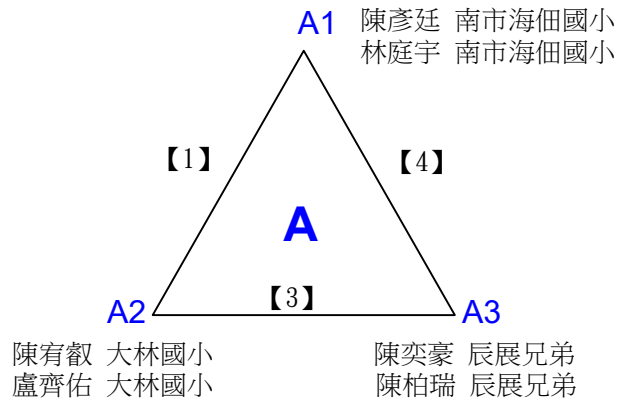 A1 陳彥廷 南市海佃國小
林庭宇 南市海佃國小
【1】
【4】
A
【3】
A2
A3
陳宥叡 大林國小
盧齊佑 大林國小
陳奕豪 辰展兄弟
陳柏瑞 辰展兄弟